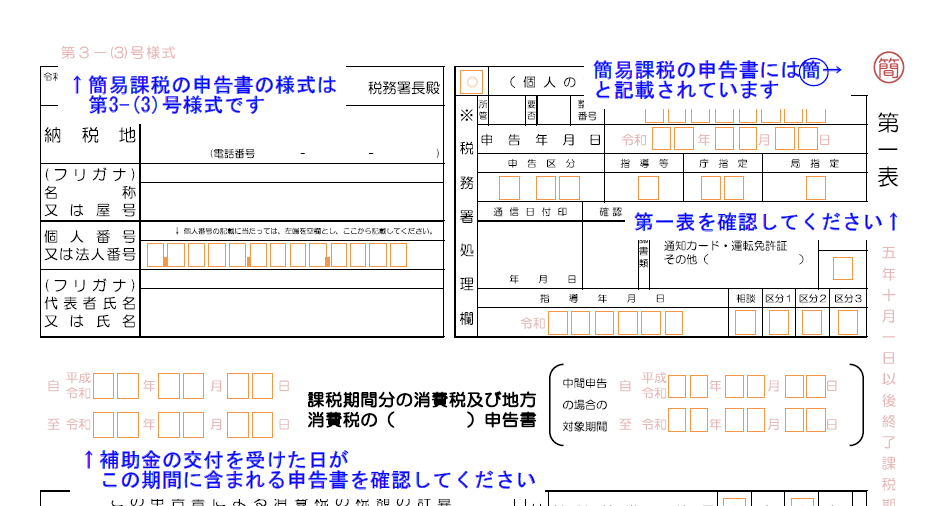 第３－(3)号様式
簡
↑簡易課税の申告書の様式は
第3-(3)号様式です
簡易課税の申告書には㊢→
と記載されています
税務署長殿
（個人の
※税務署処理欄
所管
要否
番号
第一表
納税地
（電話番号　－　－　）
申告年月日
令和　年　月　日
申告区分
指導等
庁指定
局指定
(フリガナ)
名称
又は屋号
通信日付印
確認
第一表を確認してください↑
個人番号
又は法人番号
↓個人番号の記載に当たっては、左端を空欄とし、ここから記載してください。
書類
通知カード・運転免許証
その他（　）
年　月　日
(フリガナ)
代表者氏名
又は氏名
指導年月日
相談
区分1
区分2
区分3
令和
五年十月一日以後終了課税期
自　平成
令和　年　月　日
至　令和　年　月　日
課税期間分の消費税及び地方
消費税の（　）申告書
中間申告
の場合の
対象期間
自　平成
令和　年　月　日
至　令和　年　月　日
↑補助金の交付を受けた日が
この期間に含まれる申告書を確認してください